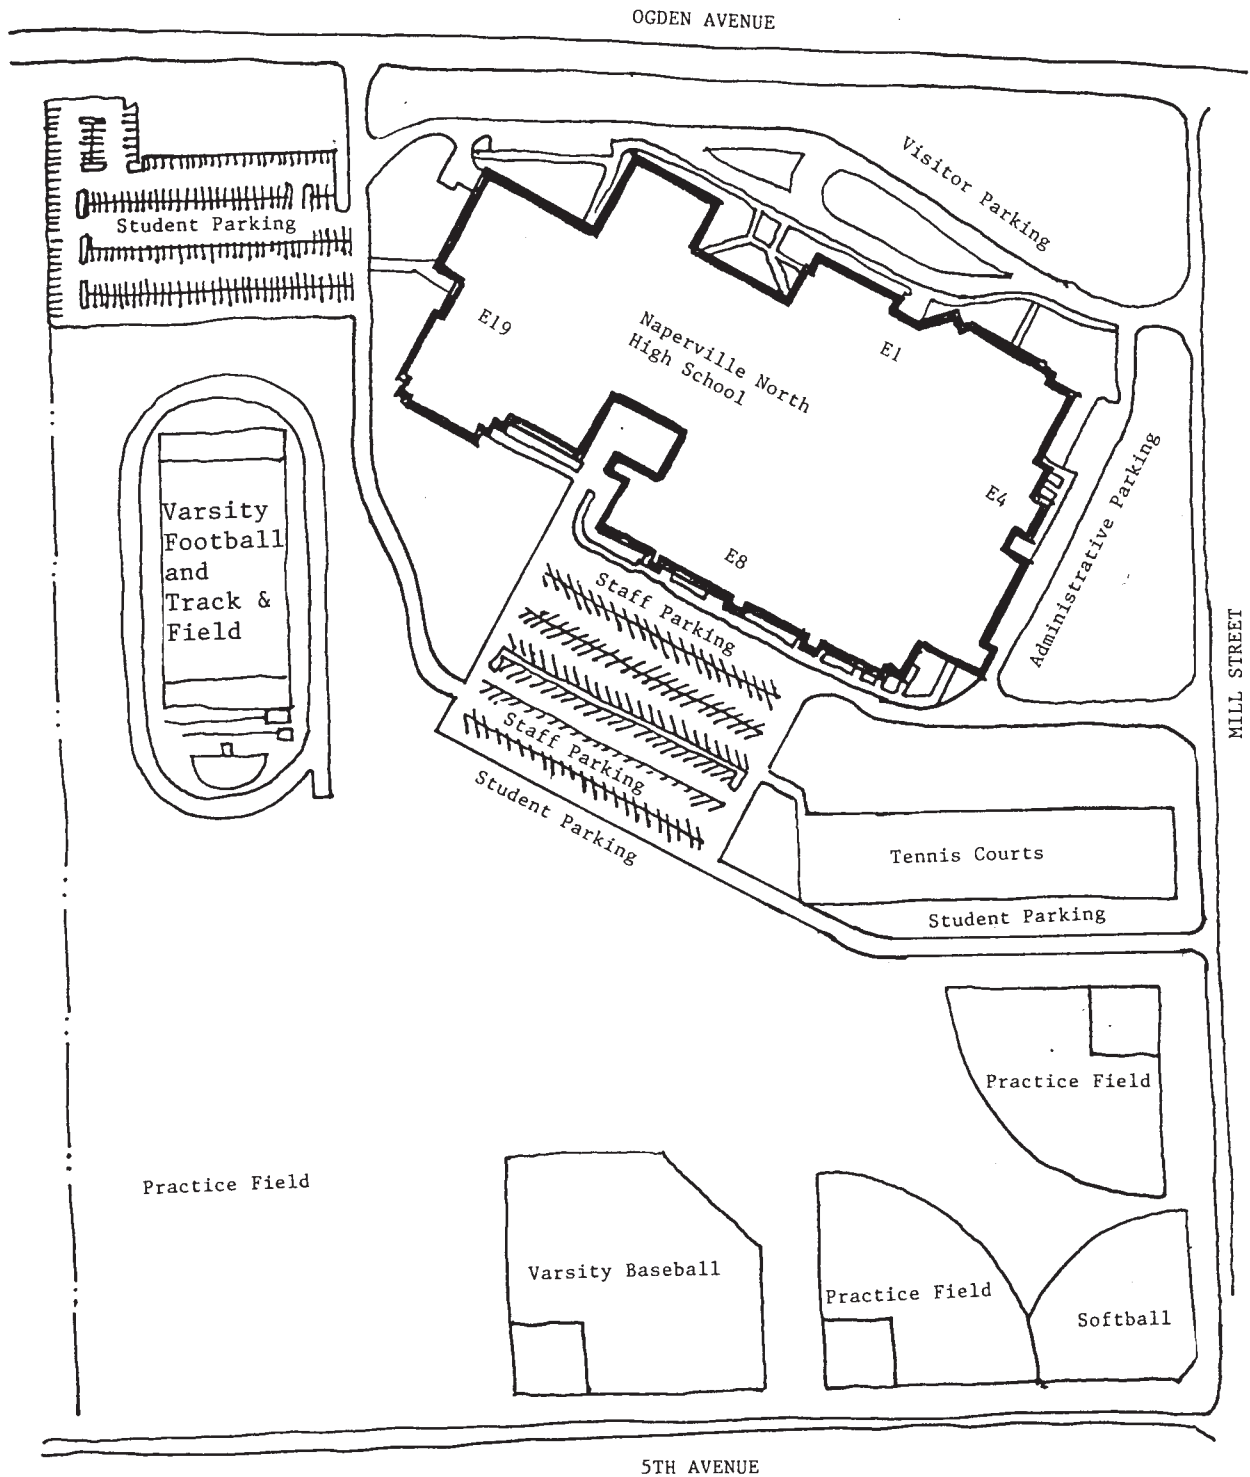 OGDEN AVENUE
Visitor Parking
Student Parking
E19
Naperville North
High School
E1
E4
Administrative Parking
Varsity
Football
and
Track &
Field
E8
Staff Parking
MILL STREET
Staff Parking
Student Parking
Tennis Courts
Student Parking
Practice Field
Practice Field
Varsity Baseball
Practice Field
Softball
5TH AVENUE